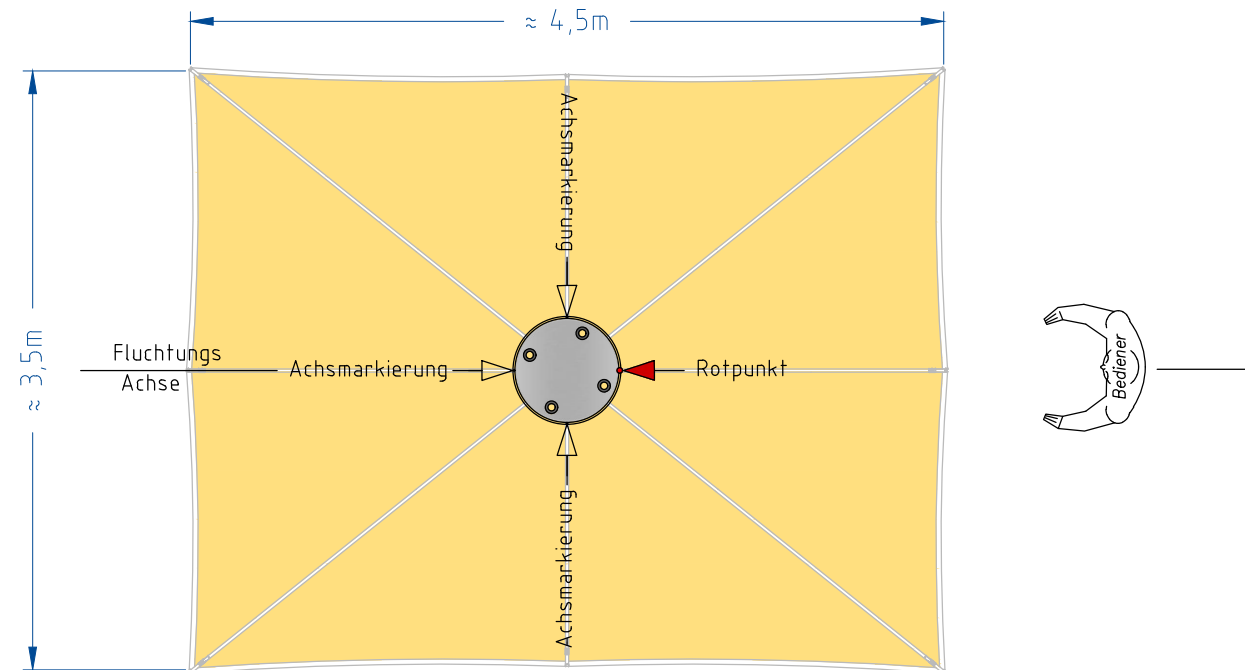 ≈ 4,5m
Achsmarkierung
≈ 3,5m
Fluchtungs
Achse
Achsmarkierung
Rotpunkt
Bediener
Achsmarkierung